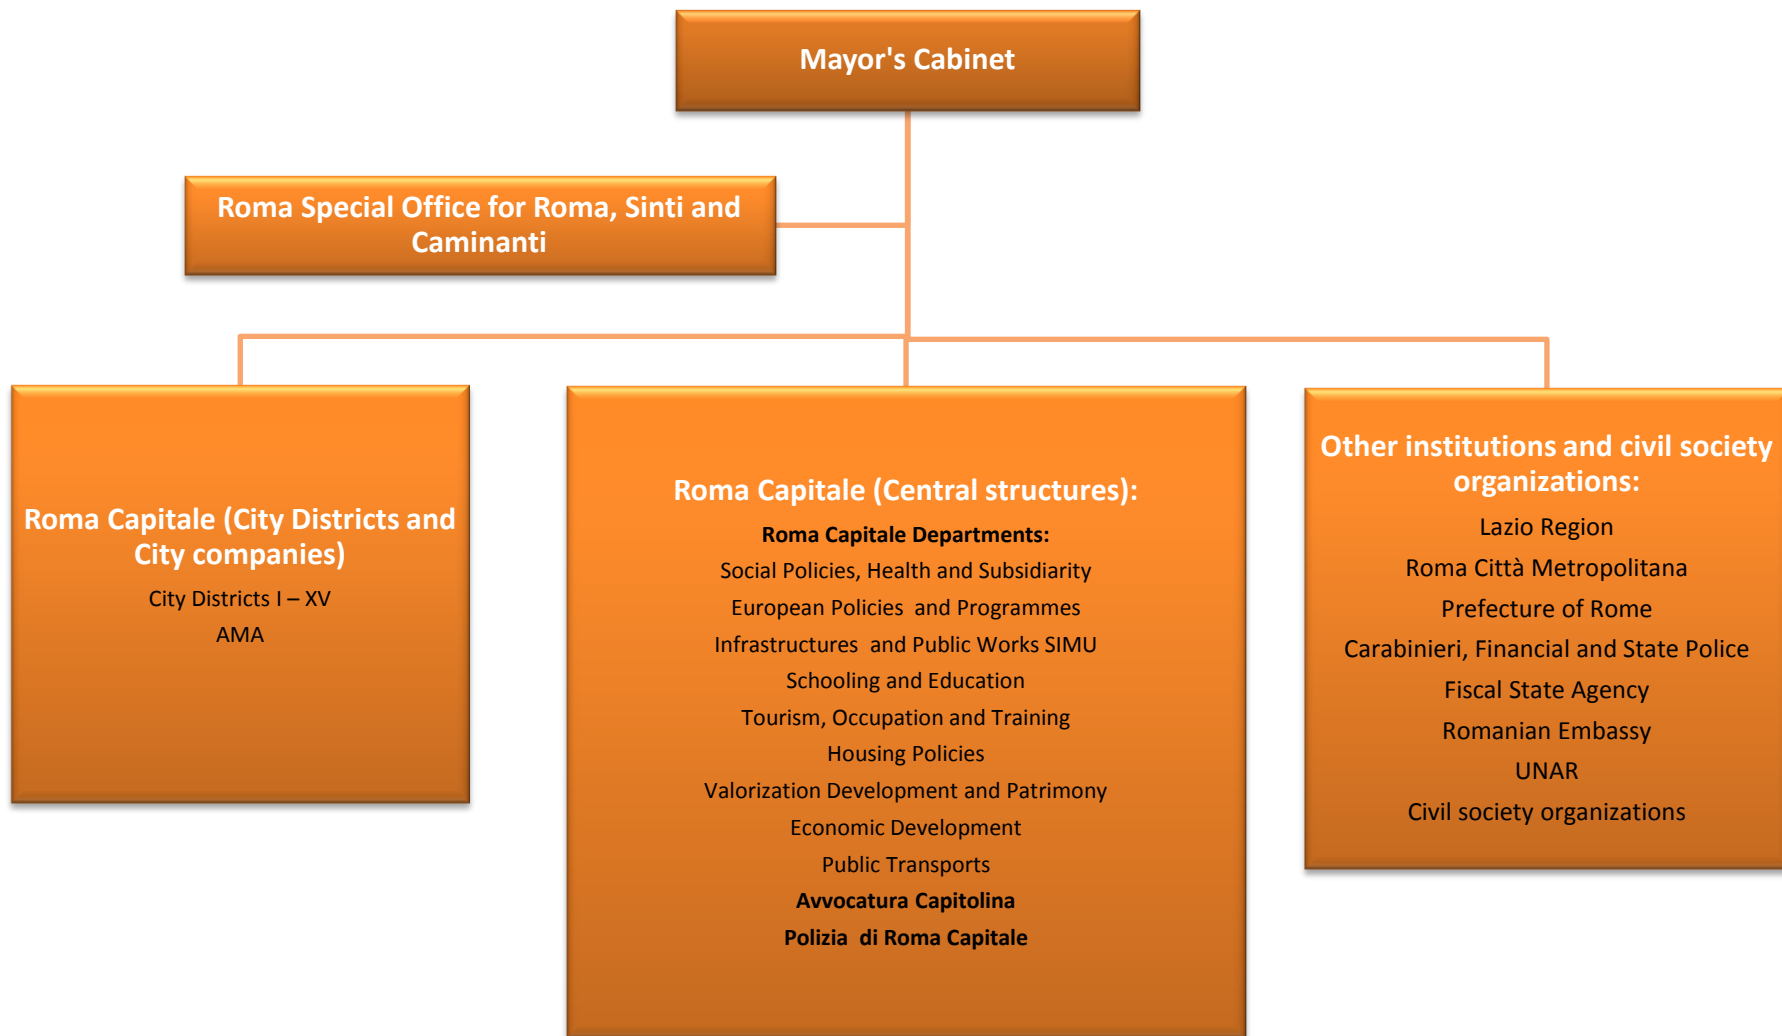 Mayor's Cabinet
Roma Special Office for Roma, Sinti and
Caminanti
Roma Capitale (City Districts and
City companies)
City Districts I – XV
AMA
Roma Capitale (Central structures):
Roma Capitale Departments:
Social Policies, Health and Subsidiarity
European Policies  and Programmes
Infrastructures  and Public Works SIMU
Schooling and Education
Tourism, Occupation and Training
Housing Policies
Valorization Development and Patrimony
Economic Development
Public Transports
Avvocatura Capitolina
Polizia  di Roma Capitale
Other institutions and civil society
organizations:
Lazio Region
Roma Città Metropolitana
Prefecture of Rome
Carabinieri, Financial and State Police
Fiscal State Agency
Romanian Embassy
UNAR
Civil society organizations